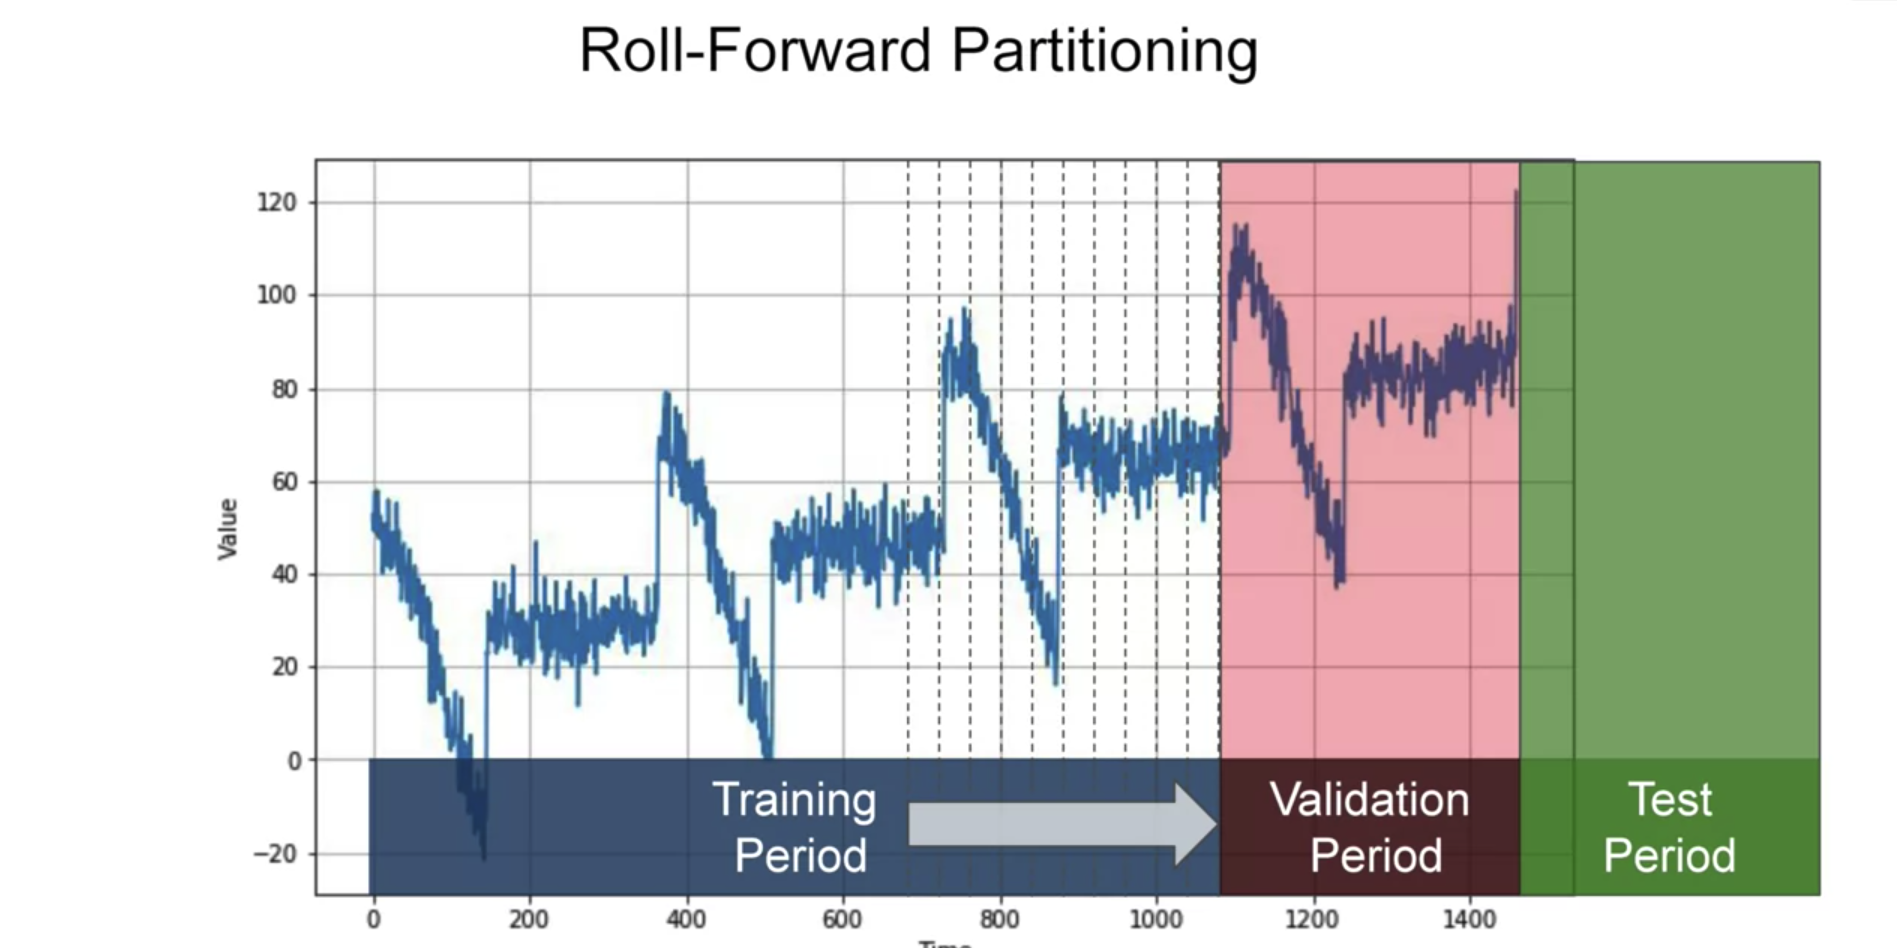 Roll-Forward Partitioning
120
100
80
60
40
20
0
−20
Value
Training
Period
Validation
Period
Test
Period
0 200 400 600 800 1000 1200 1400
Time